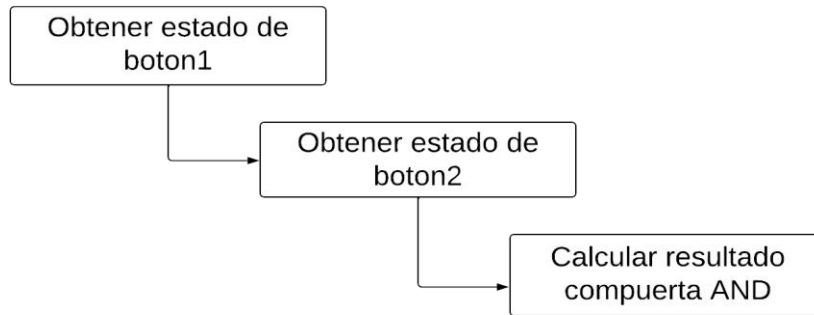 Obtener estado de
boton1
Obtener estado de
boton2
Calcular resultado
compuerta AND